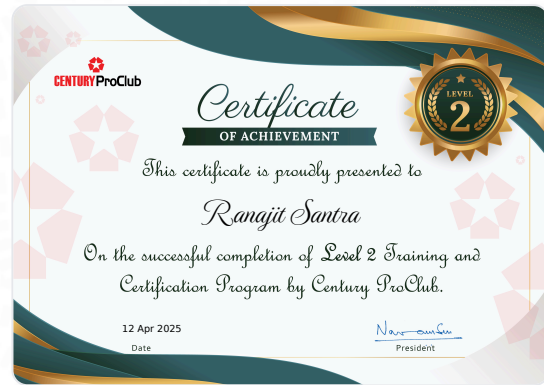 CENTURY ProClub
Certificate
OF ACHIEVEMENT
LEVEL
2
This certificate is proudly presented to
Ranajit Santra
On the successful completion of Level 2 Training and
Certification Program by Century ProClub.
12 Apr 2025
Date
President